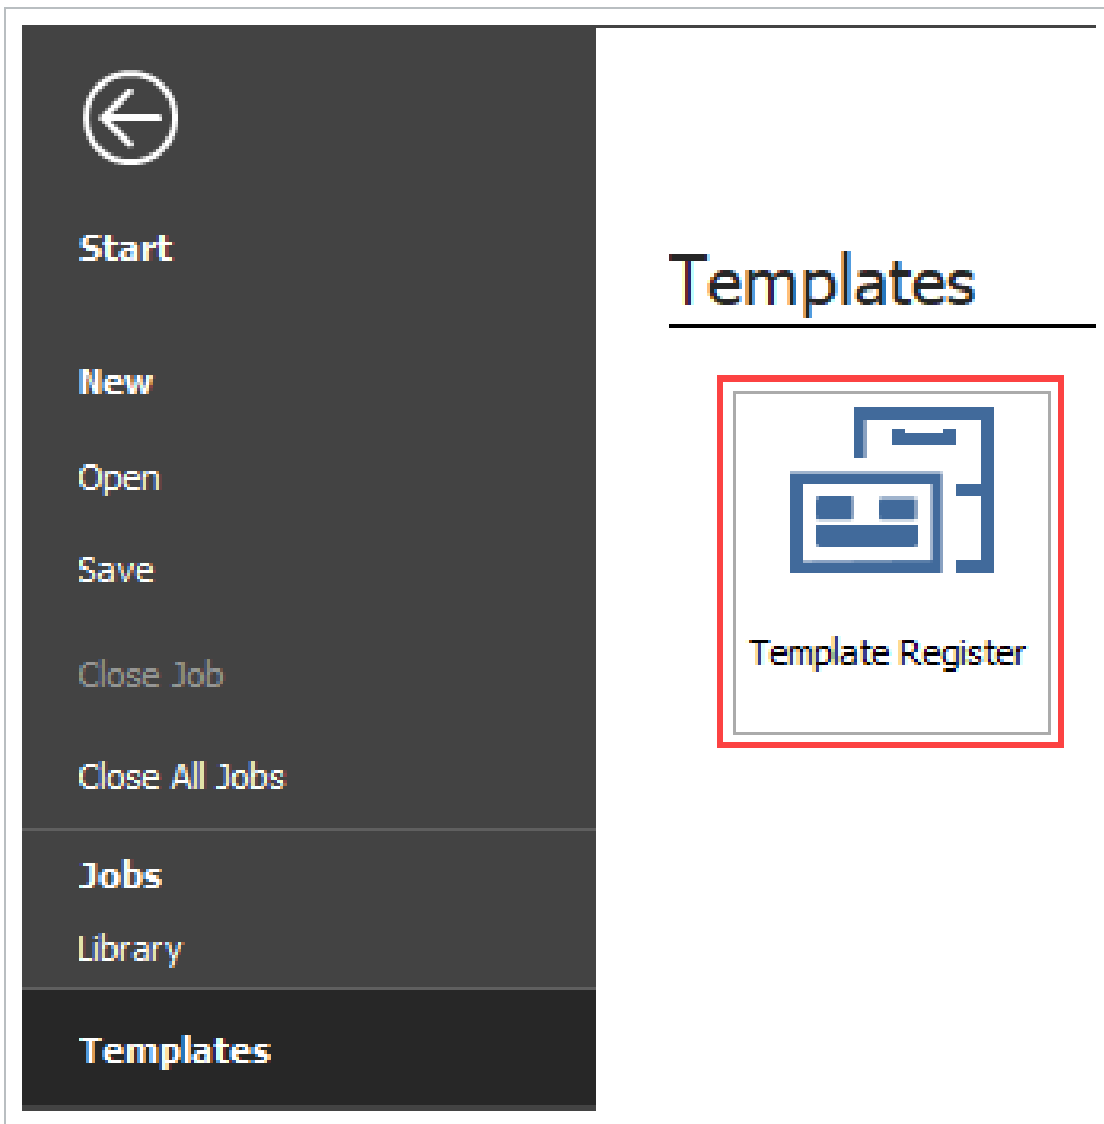 Start
New
Open
Save
Close Job
Close All Jobs
Jobs
Library
Templates
Templates
Template Register